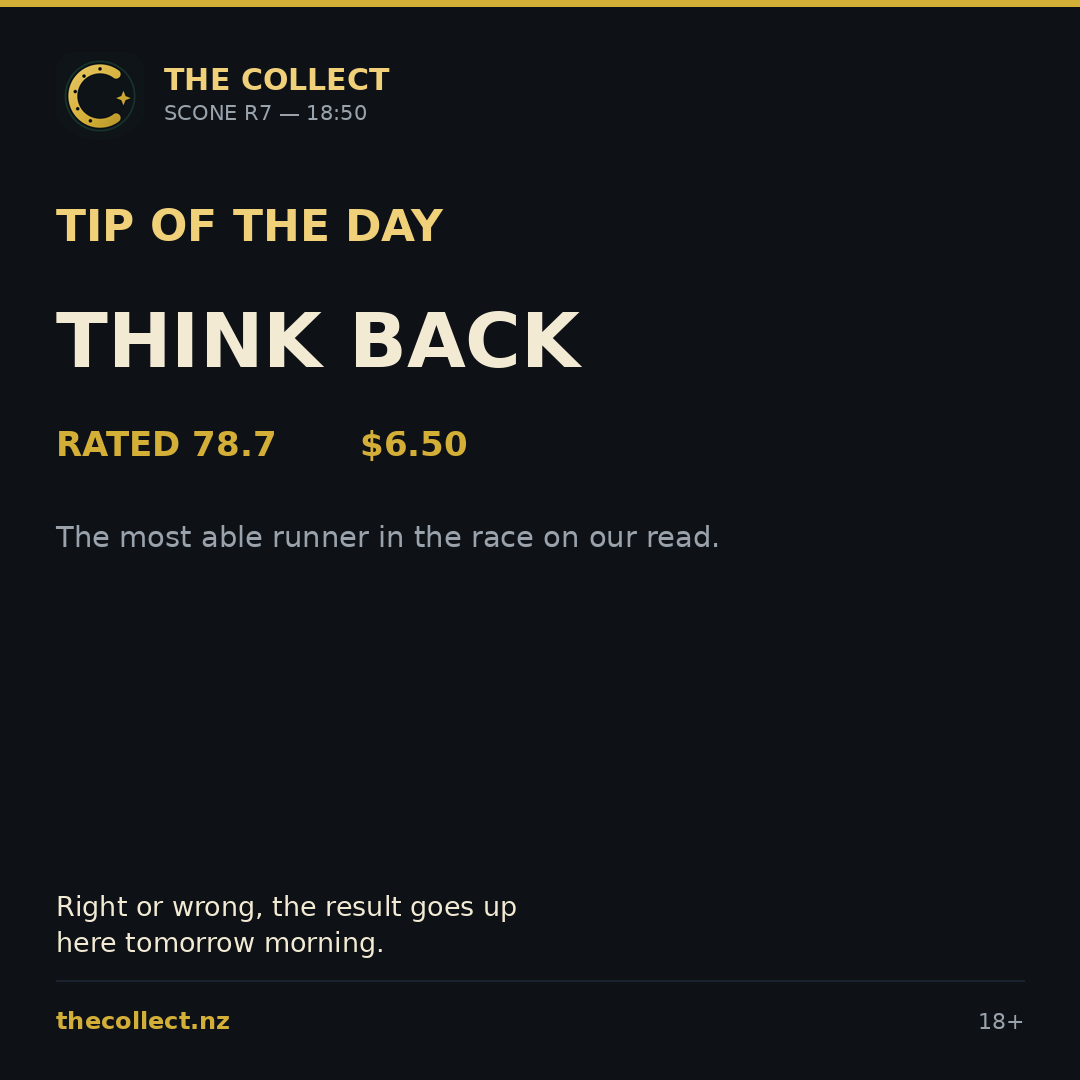 THE COLLECT
SCONE R7 — 18:50
TIP OF THE DAY
THINK BACK
RATED 78.7 $6.50
The most able runner in the race on our read.
Right or wrong, the result goes up
here tomorrow morning.
thecollect.nz 18+